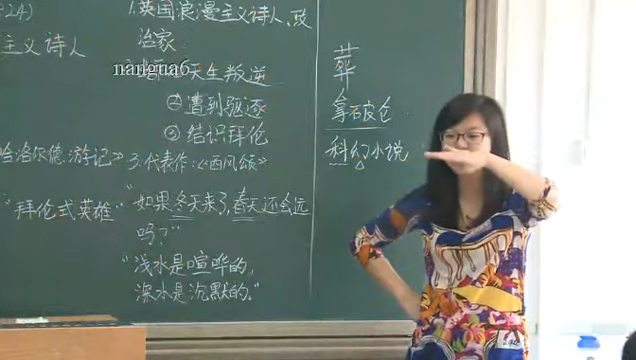 824)
主义诗人
哈洛尔德·游记》
"拜伦式英雄"
1.英国浪漫主义诗人、政
治家
nangua6
天生叛逆
②遭到驱逐
③结识拜伦
3.代表作:《西风颂》
"如果冬天来了,春天还会远
吗?"
"浅水是喧哗的,
深水是沉默的。"
葬
拿破仑
科幻小说